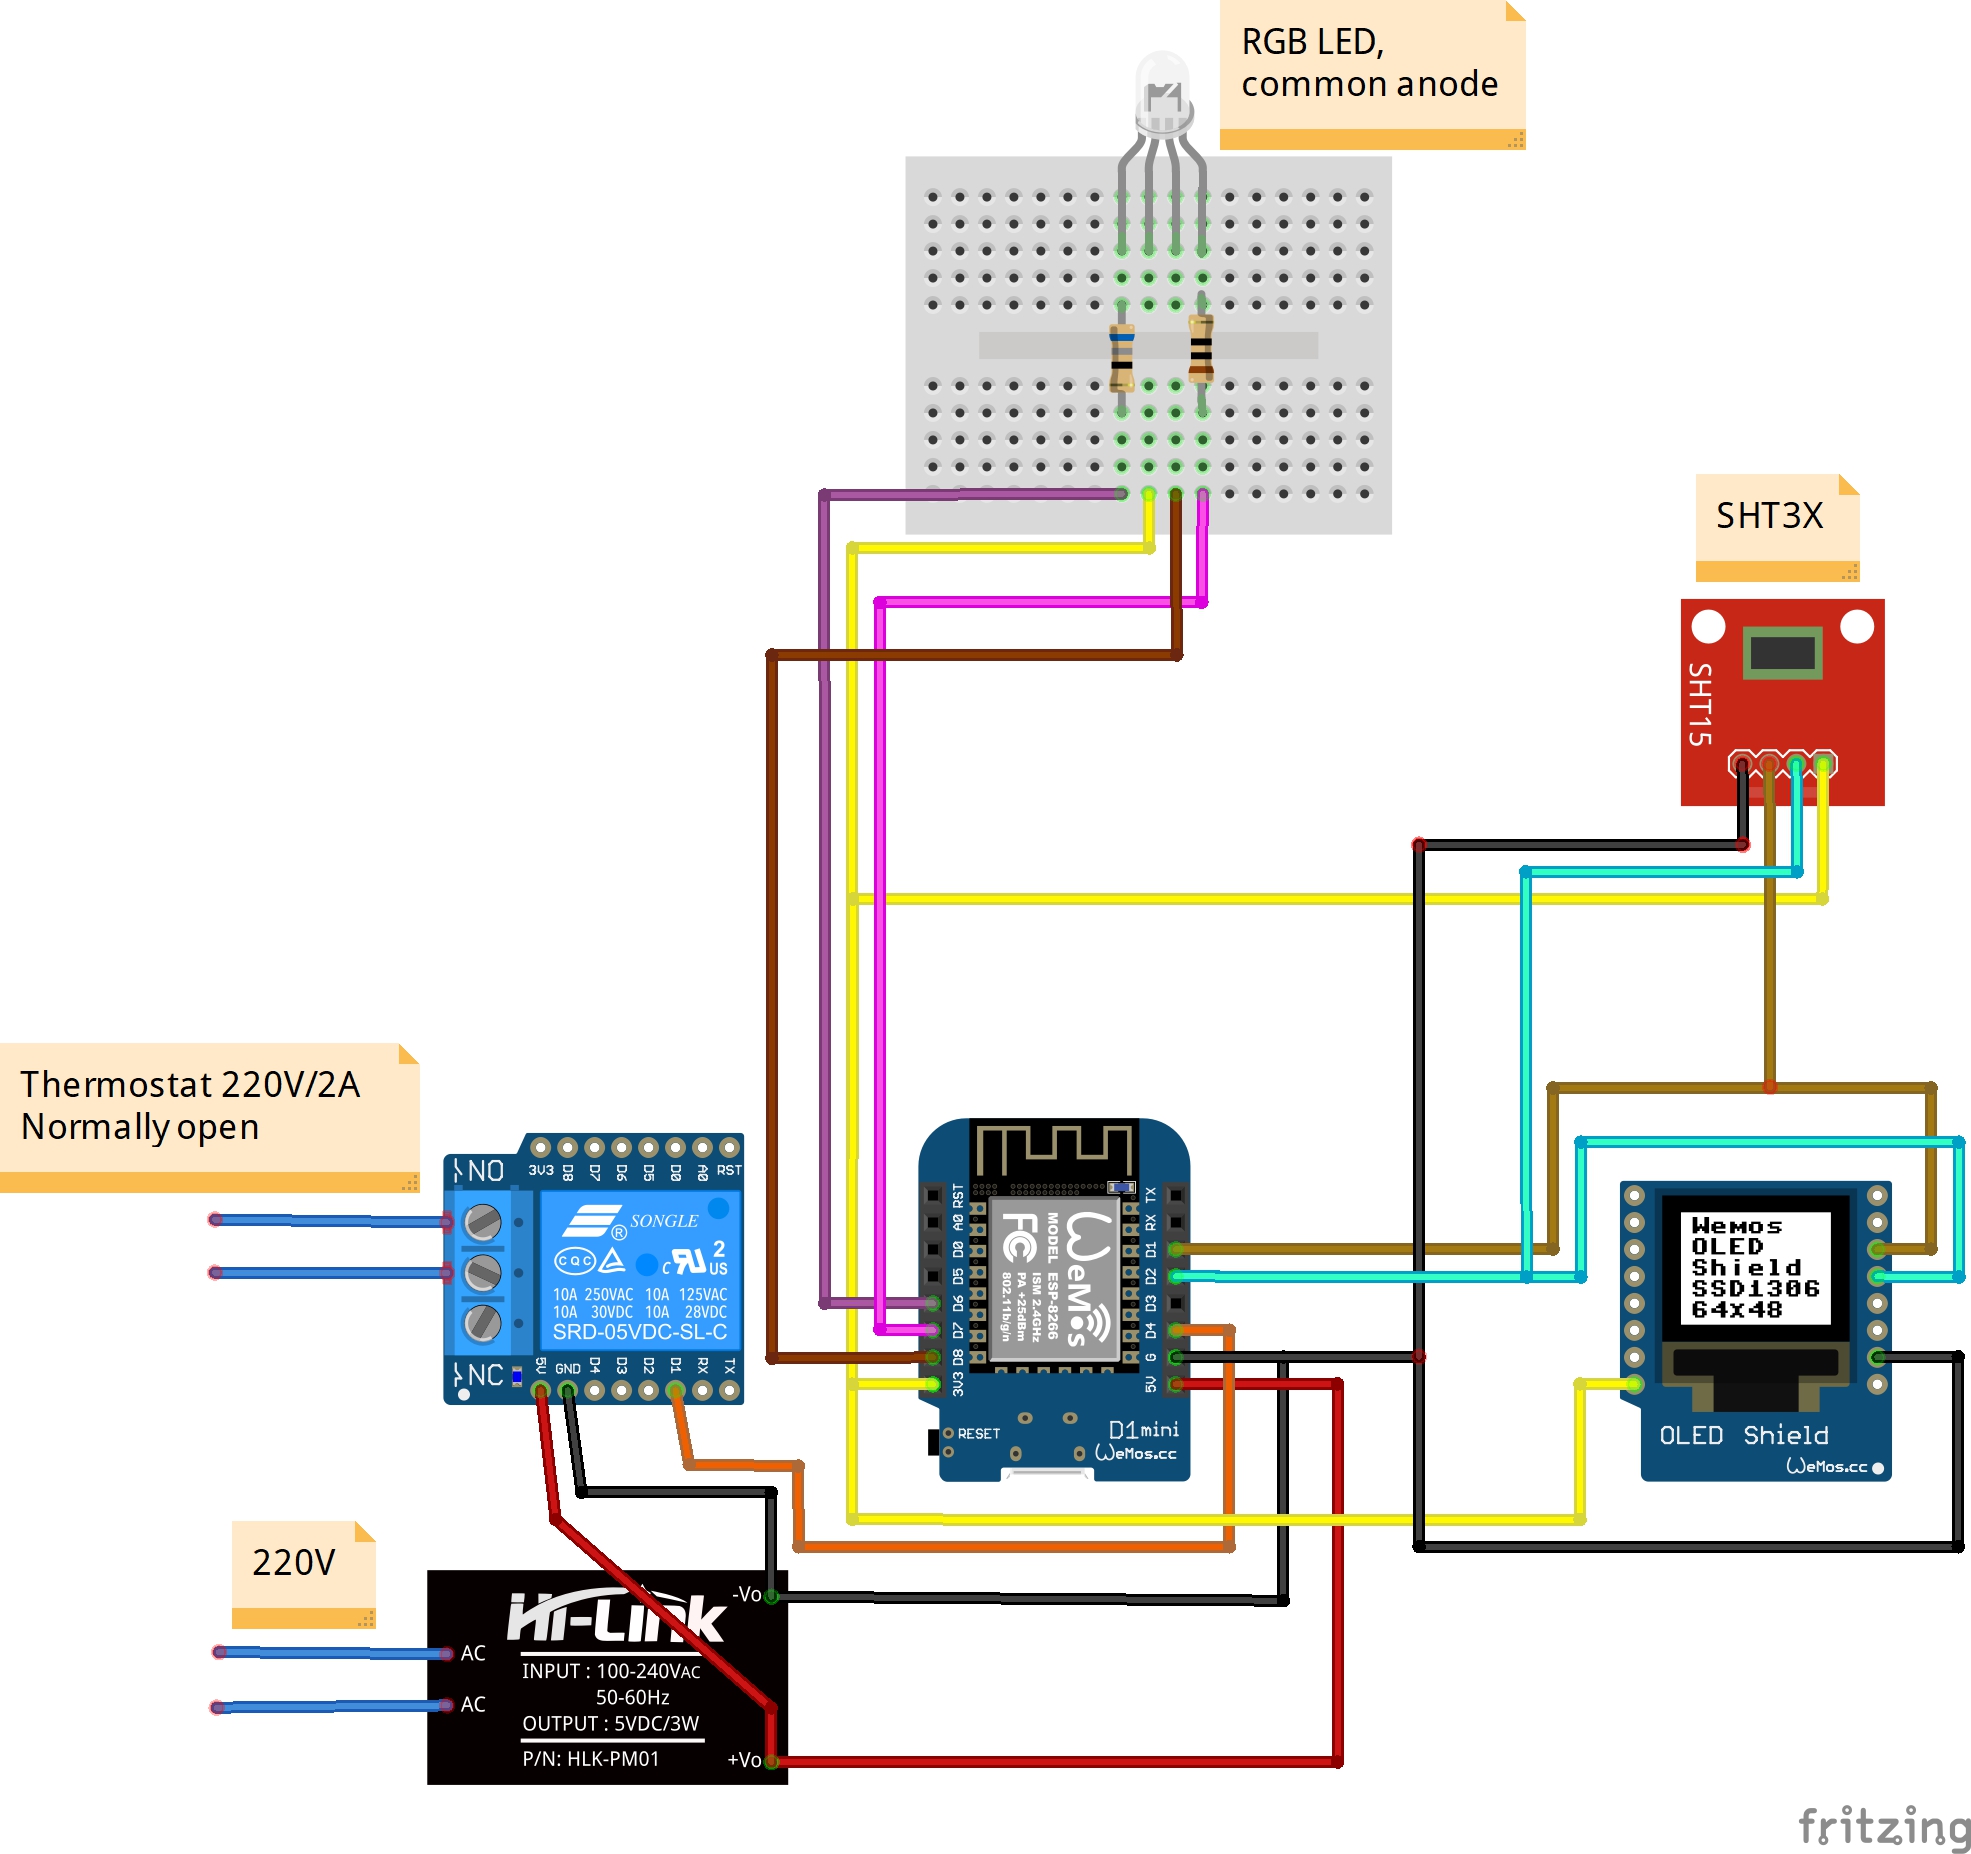 RGB LED,
common anode
SHT3X
SHT15
Thermostat 220V/2A
Normally open
NO
3V3 D8 D7 D6 D5 D0 A0 RST
SONGLE
®
CQC
c RU US 2
10A 250VAC 10A 125VAC
10A 30VDC 10A 28VDC
SRD-05VDC-SL-C
NC
5V GND D4 D3 D2 D1 RX TX
RST
A0
D0
D5
D6
D7
D8
3V3
TX
RX
D1
D2
D3
D4
G
5V
WeMos
FC
MODEL ESP-8266
ISM 2.4GHz
PA +25dBm
802.11b/g/n
RESET
D1mini
WeMos.cc
Wemos
OLED
Shield
SSD1306
64x48
OLED Shield
WeMos.cc
220V
Hi-Link
-Vo
AC
AC
INPUT : 100-240VAC
50-60Hz
OUTPUT : 5VDC/3W
P/N: HLK-PM01
+Vo
fritzing